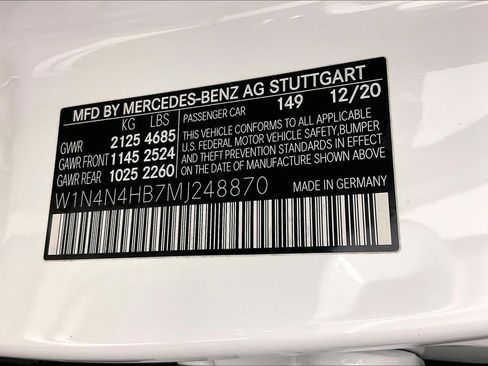 MFD BY MERCEDES-BENZ AG STUTTGART
KG LBS
GVWR 2125 4685
GAWR FRONT 1145 2524
GAWR REAR 1025 2260
PASSENGER CAR 149 12/20
THIS VEHICLE CONFORMS TO ALL APPLICABLE
U.S. FEDERAL MOTOR VEHICLE SAFETY, BUMPER
AND THEFT PREVENTION STANDARDS IN EFFECT
ON THE DATE OF MANUFACTURE SHOWN ABOVE
W1N4N4HB7MJ248870
MADE IN GERMANY